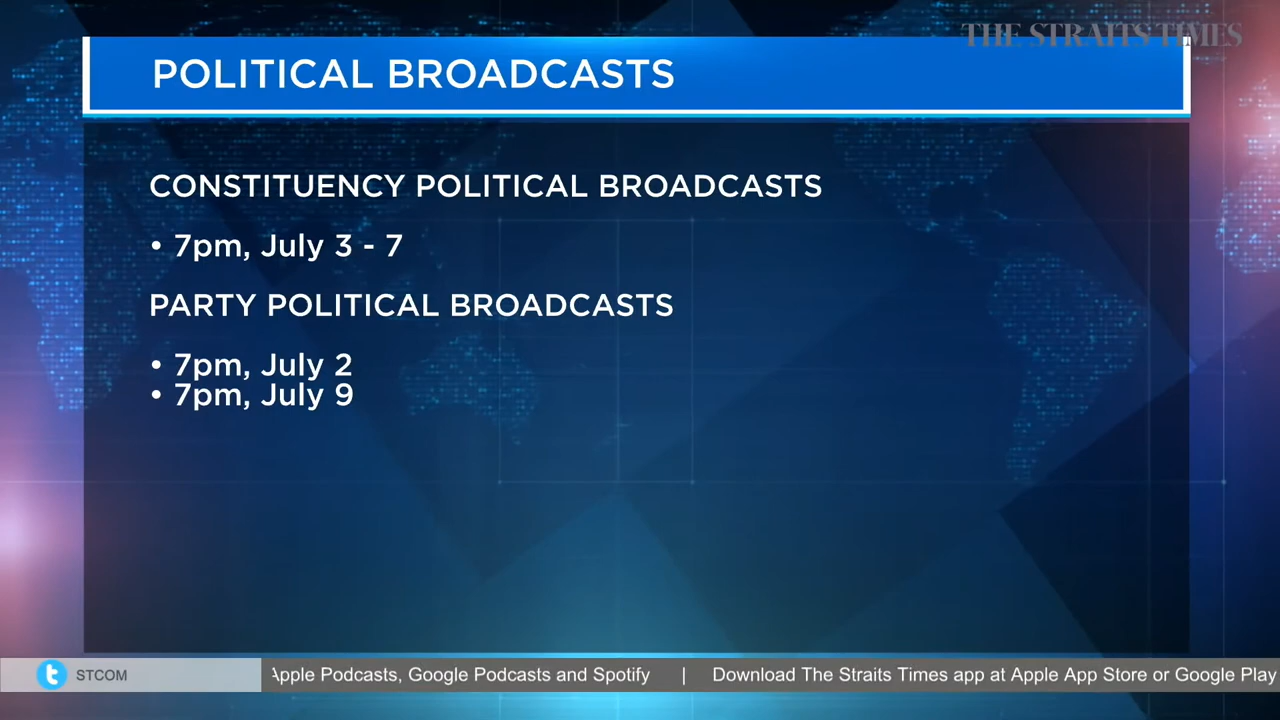 THE STRAITS TIMES
POLITICAL BROADCASTS
CONSTITUENCY POLITICAL BROADCASTS
• 7pm, July 3 - 7
PARTY POLITICAL BROADCASTS
• 7pm, July 2
• 7pm, July 9
STCOM
Apple Podcasts, Google Podcasts and Spotify | Download The Straits Times app at Apple App Store or Google Play